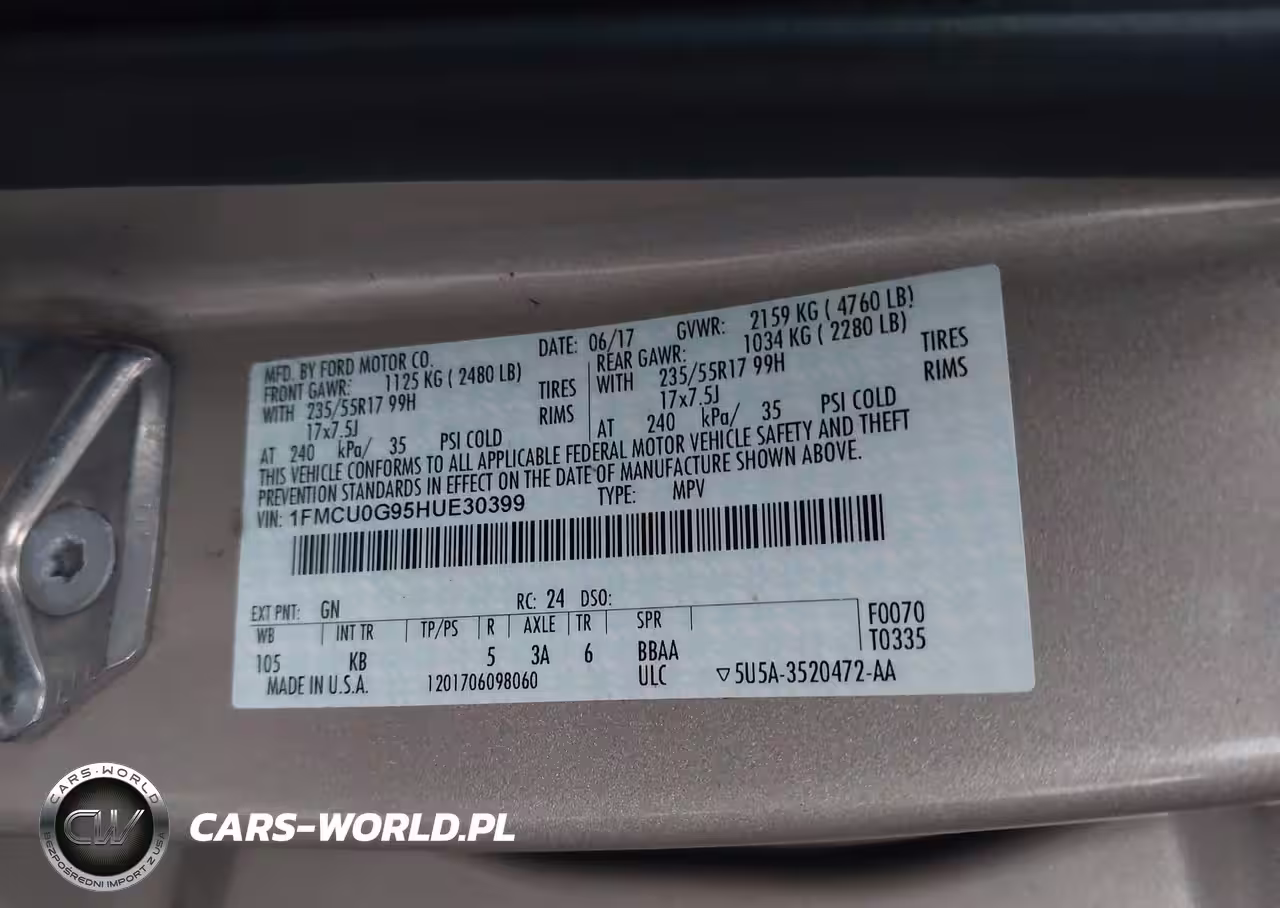 MFD. BY FORD MOTOR CO. DATE: 06/17 GVWR: 2159 KG ( 4760 LB)
FRONT GAWR: 1125 KG ( 2480 LB) REAR GAWR: 1034 KG ( 2280 LB)
WITH 235/55R17 99H TIRES WITH 235/55R17 99H TIRES
17x7.5J RIMS 17x7.5J RIMS
AT 240 kPa/ 35 PSI COLD AT 240 kPa/ 35 PSI COLD
THIS VEHICLE CONFORMS TO ALL APPLICABLE FEDERAL MOTOR VEHICLE SAFETY AND THEFT
PREVENTION STANDARDS IN EFFECT ON THE DATE OF MANUFACTURE SHOWN ABOVE.
VIN: 1FMCU0G95HUE30399 TYPE: MPV
EXT PNT: GN RC: 24 DSO:
WB INT TR TP/PS R AXLE TR SPR F0070
105 KB 5 3A 6 BBAA T0335
MADE IN U.S.A. 1201706098060 ULC ▽5U5A-3520472-AA
CARS-WORLD
CW
BEZPOŚREDNI IMPORT Z USA
CARS-WORLD.PL